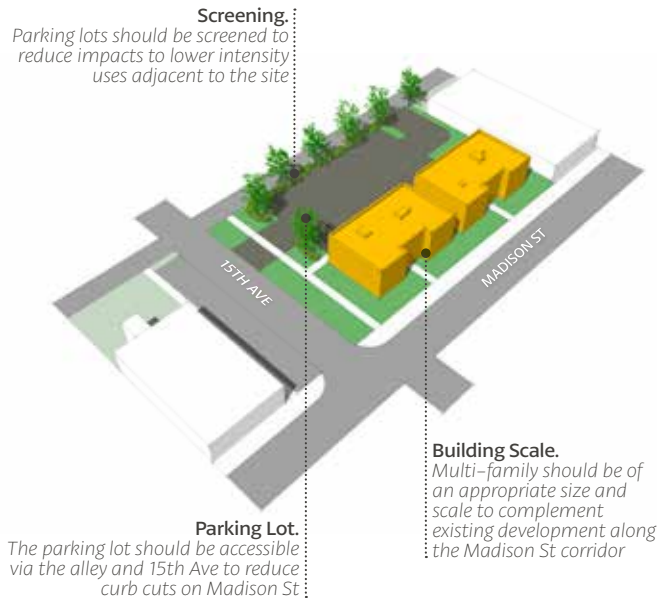 Screening.
Parking lots should be screened to
reduce impacts to lower intensity
uses adjacent to the site
15TH AVE
MADISON ST
Building Scale.
Multi-family should be of
an appropriate size and
scale to complement
existing development along
the Madison St corridor
Parking Lot.
The parking lot should be accessible
via the alley and 15th Ave to reduce
curb cuts on Madison St